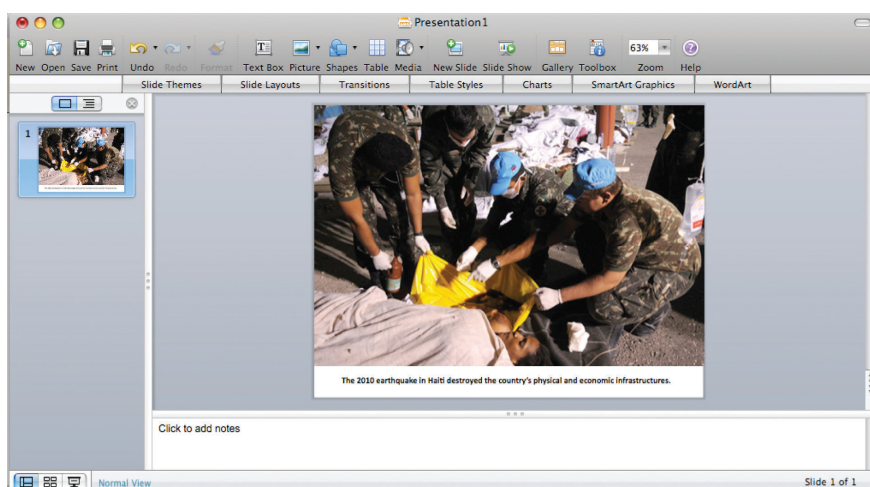 Presentation1
New Open Save Print Undo Redo Format Text Box Picture Shapes Table Media New Slide Slide Show Gallery Toolbox Zoom Help
63%
Slide Themes Slide Layouts Transitions Table Styles Charts SmartArt Graphics WordArt
1
The 2010 earthquake in Haiti destroyed the country's physical and economic infrastructures.
Click to add notes
Normal View
Slide 1 of 1